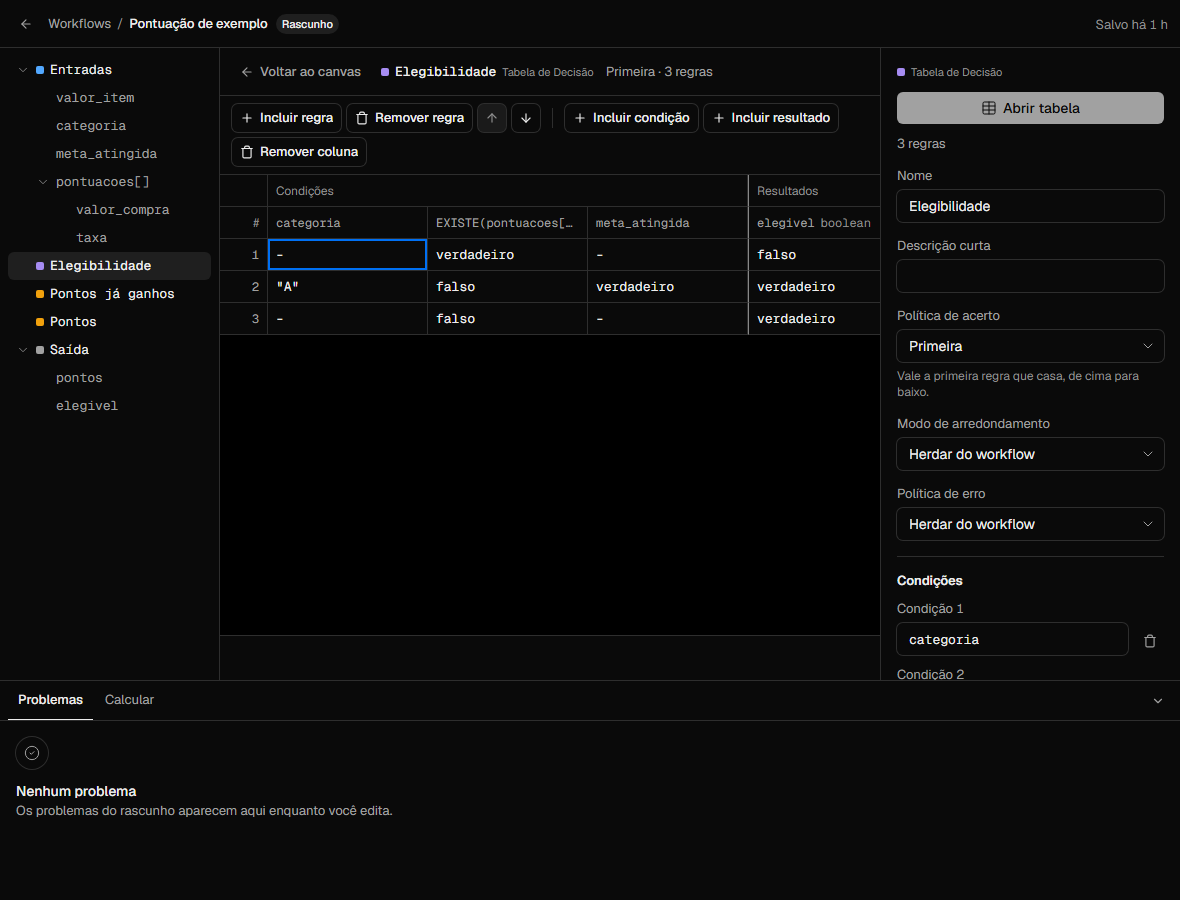 Workflows / Pontuação de exemplo Rascunho
Salvo há 1 h
Entradas
valor_item
categoria
meta_atingida
pontuacoes[]
valor_compra
taxa
Elegibilidade
Pontos já ganhos
Pontos
Saída
pontos
elegivel
Voltar ao canvas Elegibilidade Tabela de Decisão Primeira · 3 regras
Incluir regra Remover regra Incluir condição Incluir resultado
Remover coluna
Condições Resultados
# categoria EXISTE(pontuacoes[… meta_atingida elegivel boolean
1 – verdadeiro – falso
2 "A" falso verdadeiro verdadeiro
3 – falso – verdadeiro
Tabela de Decisão
Abrir tabela
3 regras
Nome
Elegibilidade
Descrição curta
Política de acerto
Primeira
Vale a primeira regra que casa, de cima para
baixo.
Modo de arredondamento
Herdar do workflow
Política de erro
Herdar do workflow
Condições
Condição 1
categoria
Condição 2
Problemas Calcular
Nenhum problema
Os problemas do rascunho aparecem aqui enquanto você edita.